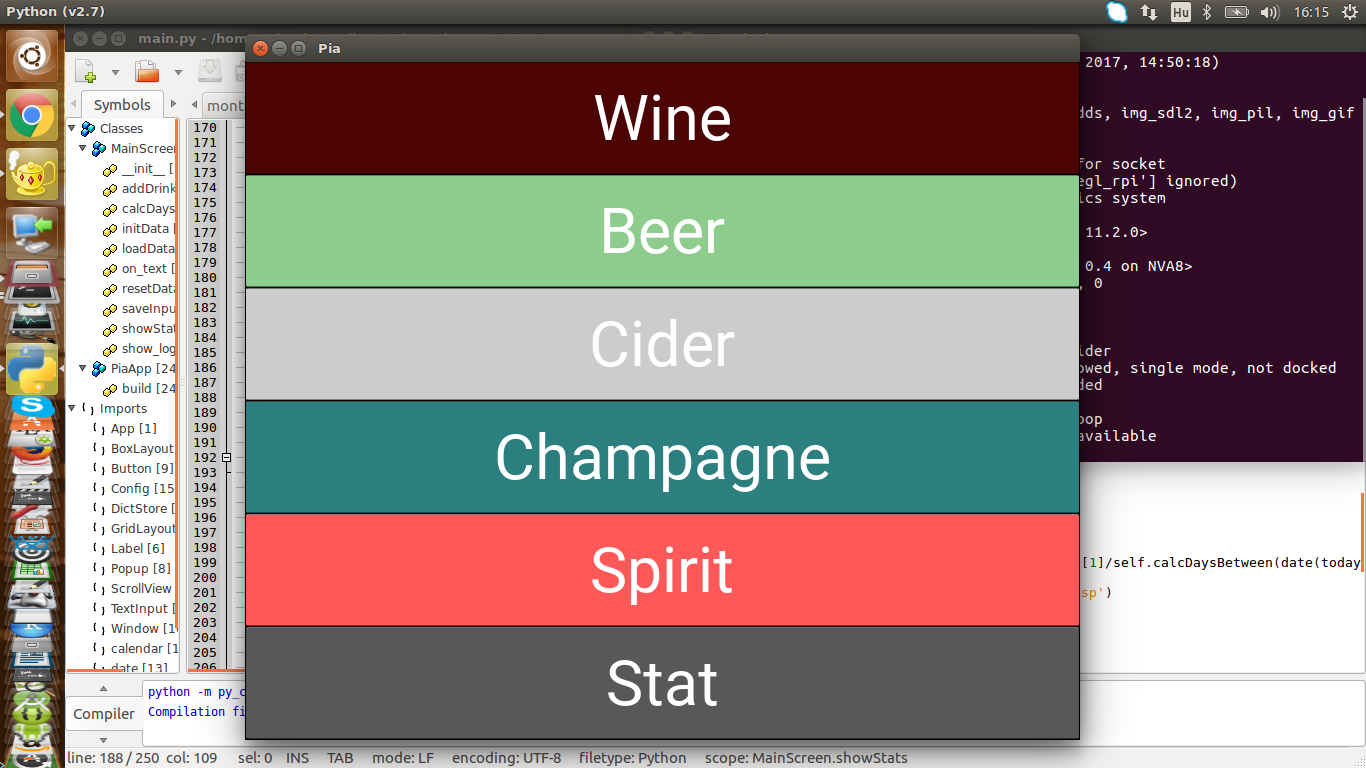 Python (v2.7)
Hu
16:15
main.py - /hom
Pia
2017, 14:50:18)
Symbols
mont
Wine
dds, img_sdl2, img_pil, img_gif
Classes
MainScreen
__init__ [
addDrink
calcDays
initData [
loadData
on_text [
resetData
saveInpu
showStat
show_log
PiaApp [24
build [24
Imports
App [1]
BoxLayout
Button [9]
Config [15
DictStore [
GridLayout
Label [6]
Popup [8]
ScrollView
TextInput [
Window [1
calendar [1
date [13]
170
171
172
173
174
175
176
177
178
179
180
181
182
183
184
185
186
187
188
189
190
191
192
193
194
195
196
197
198
199
200
201
202
203
204
205
206
for socket
egl_rpi'] ignored)
ics system
Beer
11.2.0>
0.4 on NVA8>
, 0
Cider
ider
owed, single mode, not docked
ded
oop
available
Champagne
Spirit
[1]/self.calcDaysBetween(date(today
sp')
Stat
Compiler
python -m py_c
Compilation fi
line: 188 / 250 col: 109 sel: 0 INS TAB mode: LF encoding: UTF-8 filetype: Python scope: MainScreen.showStats